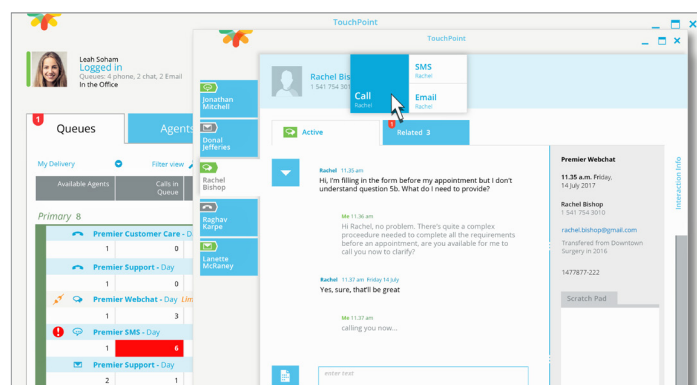 TouchPoint
Leah Soham
Logged in
Queues: 4 phone, 2 chat, 2 Email
In the Office
1
Queues
Agents
My Delivery
Filter view
Available Agents
Calls in
Queue
Primary 8
Premier Customer Care - D
1 0
Premier Support - Day
1 0
Premier Webchat - Day Lim
1 3
Premier SMS - Day
1 6
Premier Support - Day
2 1
TouchPoint
Jonathan
Mitchell
Donal
Jefferies
Rachel
Bishop
Raghav
Karpe
Lanette
McRaney
Rachel Bis
1 541 754 301
Call
Rachel
SMS
Rachel
Email
Rachel
Active
1
Related 3
Rachel 11.35 am
Hi, I'm filling in the form before my appointment but I don't
understand question 5b. What do I need to provide?
Me 11.36 am
Hi Rachel, no problem. There's quite a complex
proceedure needed to complete all the requirements
before an appointment, are you available for me to
call you now to clarify?
Rachel 11.37 am Friday 14 July
Yes, sure, that'll be great
Me 11.37 am
calling you now...
enter text
Premier Webchat
11.35 a.m. Friday,
14 July 2017
Rachel Bishop
1 541 754 3010
rachel.bishop@gmail.com
Transfered from Downtown
Surgery in 2016
1477877-222
Scratch Pad
Interaction Info